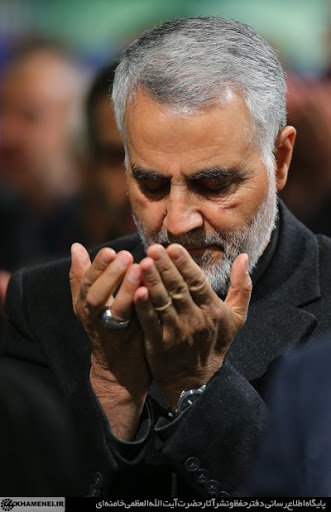 KHAMENEI.IR پایگاه اطلاع رسانی دفتر حفظ و نشر آثار حضرت آیت الله العظمی خامنه ای